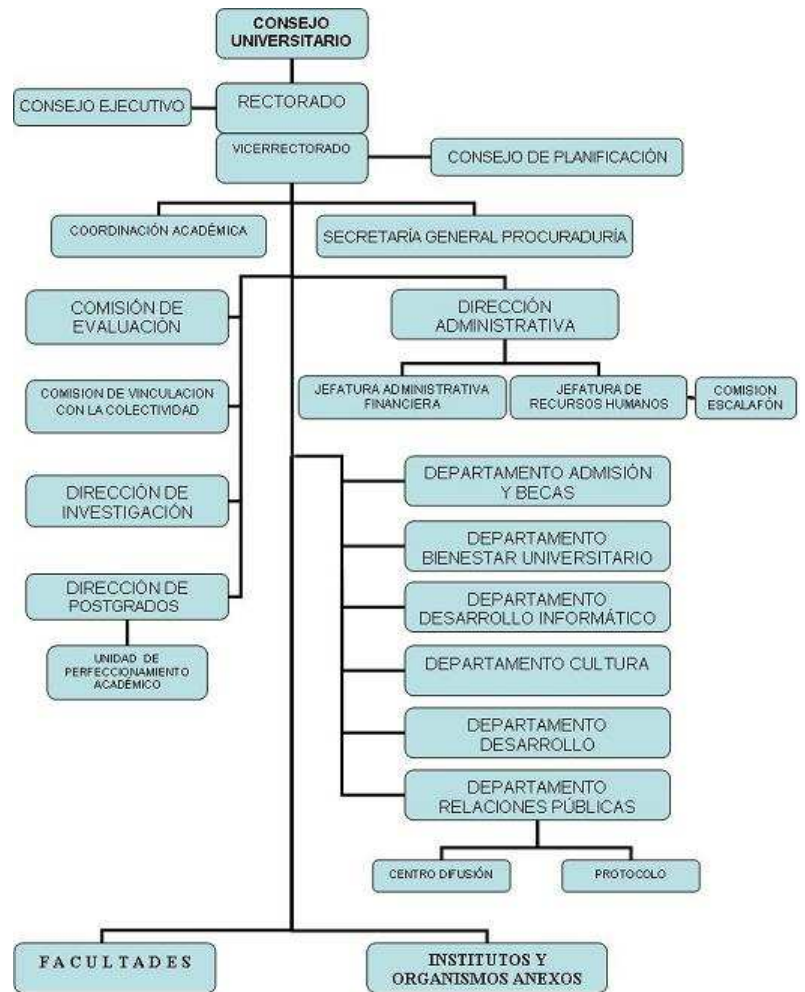 CONSEJO
UNIVERSITARIO
CONSEJO EJECUTIVO
RECTORADO
VICERRECTORADO
CONSEJO DE PLANIFICACIÓN
COORDINACIÓN ACADÉMICA
SECRETARÍA GENERAL PROCURADURÍA
COMISIÓN DE
EVALUACIÓN
DIRECCIÓN
ADMINISTRATIVA
COMISION DE VINCULACION
CON LA COLECTIVIDAD
JEFATURA ADMINISTRATIVA
FINANCIERA
JEFATURA DE
RECURSOS HUMANOS
COMISION
ESCALAFÓN
DIRECCIÓN DE
INVESTIGACIÓN
DEPARTAMENTO ADMISIÓN
Y BECAS
DEPARTAMENTO
BIENESTAR UNIVERSITARIO
DIRECCIÓN DE
POSTGRADOS
DEPARTAMENTO
DESARROLLO INFORMÁTICO
UNIDAD DE
PERFECCIONAMIENTO
ACADÉMICO
DEPARTAMENTO CULTURA
DEPARTAMENTO
DESARROLLO
DEPARTAMENTO
RELACIONES PÚBLICAS
CENTRO DIFUSIÓN
PROTOCOLO
FACULTADES
INSTITUTOS Y
ORGANISMOS ANEXOS